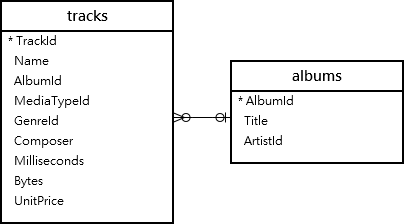 tracks
* TrackId
Name
AlbumId
MediaTypeId
GenreId
Composer
Milliseconds
Bytes
UnitPrice
albums
* AlbumId
Title
ArtistId